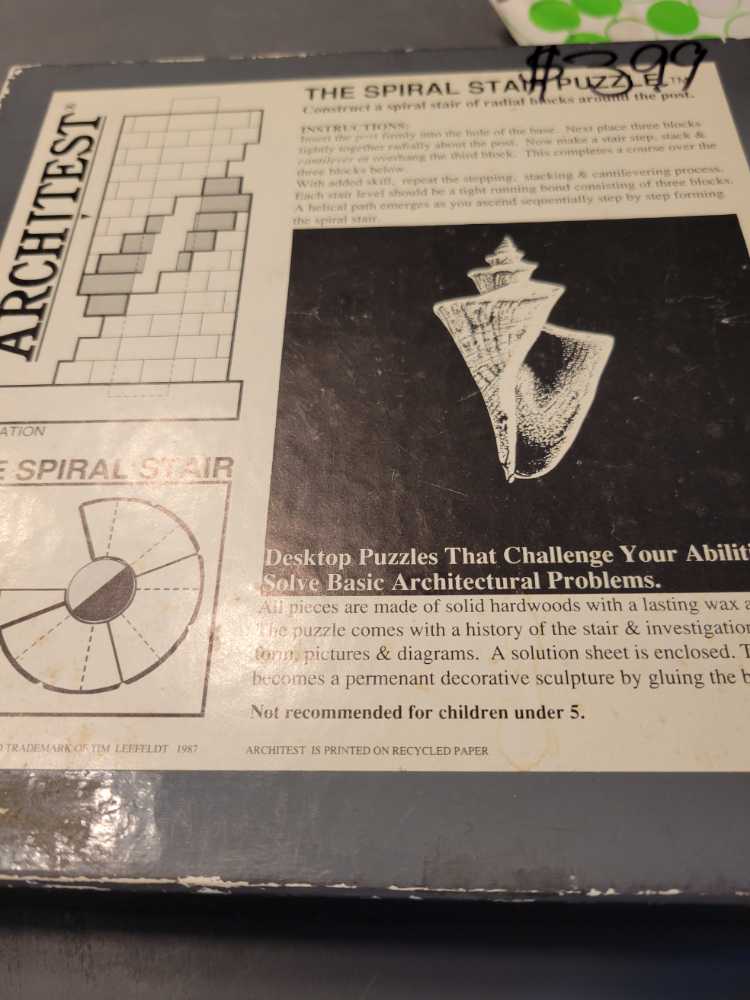 $3.99
THE SPIRAL STAIR PUZZLE™
Construct a spiral stair of radial blocks around the post.
INSTRUCTIONS:
Insert the post firmly into the hole of the base. Next place three blocks
tightly together radially about the post. Now make a stair step, stack &
cantilever or overhang the third block. This completes a course over the
three blocks below.
With added skill, repeat the stepping, stacking & cantilevering process.
Each stair level should be a tight running bond consisting of three blocks.
A helical path emerges as you ascend sequentially step by step forming
the spiral stair.
ARCHITEST®
ATION
E SPIRAL STAIR
Desktop Puzzles That Challenge Your Abiliti
Solve Basic Architectural Problems.
All pieces are made of solid hardwoods with a lasting wax a
The puzzle comes with a history of the stair & investigation
form, pictures & diagrams. A solution sheet is enclosed. T
becomes a permenant decorative sculpture by gluing the b
Not recommended for children under 5.
D TRADEMARK OF TIM LEEFELDT 1987
ARCHITEST IS PRINTED ON RECYCLED PAPER